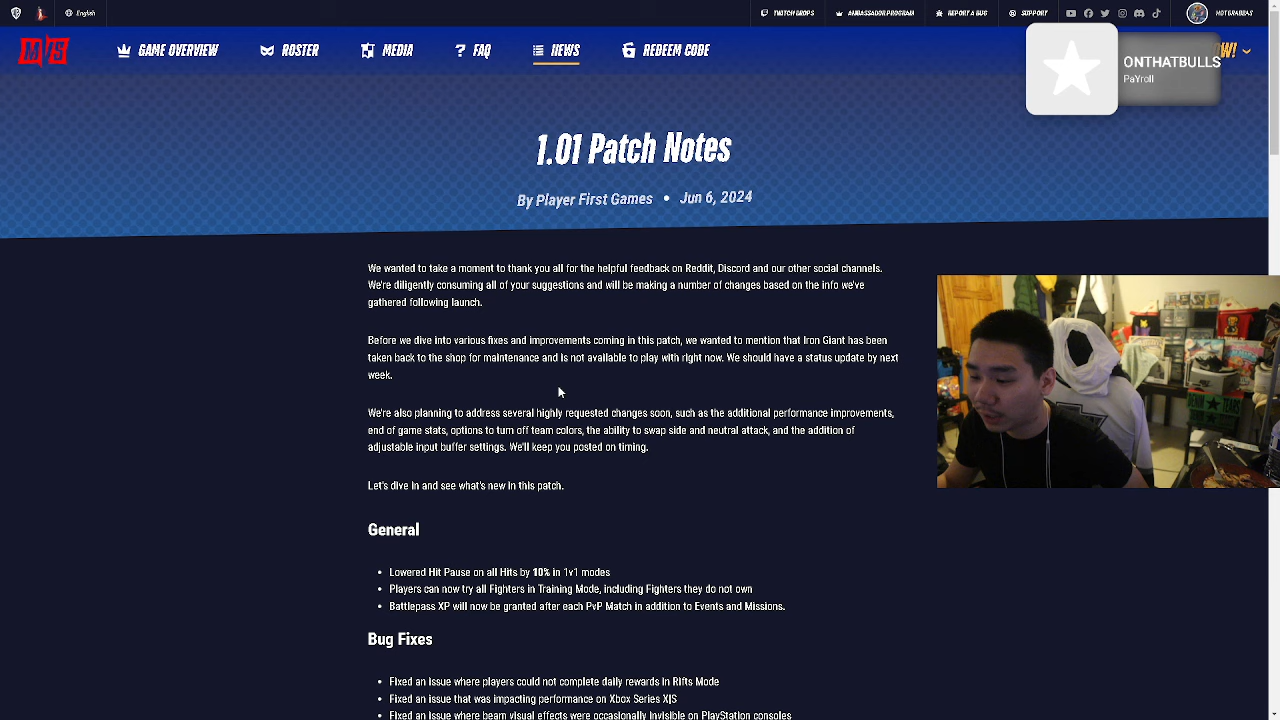 English
TWITCH DROPS
AMBASSADOR PROGRAM
REPORT A BUG
SUPPORT
M/S
GAME OVERVIEW
ROSTER
MEDIA
FAQ
NEWS
REDEEM CODE
W!
ONTHATBULLS
PaYroll
1.01 Patch Notes
By Player First Games • Jun 6, 2024
We wanted to take a moment to thank you all for the helpful feedback on Reddit, Discord and our other social channels.
We're diligently consuming all of your suggestions and will be making a number of changes based on the info we've
gathered following launch.
Before we dive into various fixes and improvements coming in this patch, we wanted to mention that Iron Giant has been
taken back to the shop for maintenance and is not available to play with right now. We should have a status update by next
week.
We're also planning to address several highly requested changes soon, such as the additional performance improvements,
end of game stats, options to turn off team colors, the ability to swap side and neutral attack, and the addition of
adjustable input buffer settings. We'll keep you posted on timing.
Let's dive in and see what's new in this patch.
General
• Lowered Hit Pause on all Hits by 10% in 1v1 modes
• Players can now try all Fighters in Training Mode, including Fighters they do not own
• Battlepass XP will now be granted after each PvP Match in addition to Events and Missions.
Bug Fixes
• Fixed an issue where players could not complete daily rewards in Rifts Mode
• Fixed an issue that was impacting performance on Xbox Series X|S
• Fixed an issue where beam visual effects were occasionally invisible on PlayStation consoles